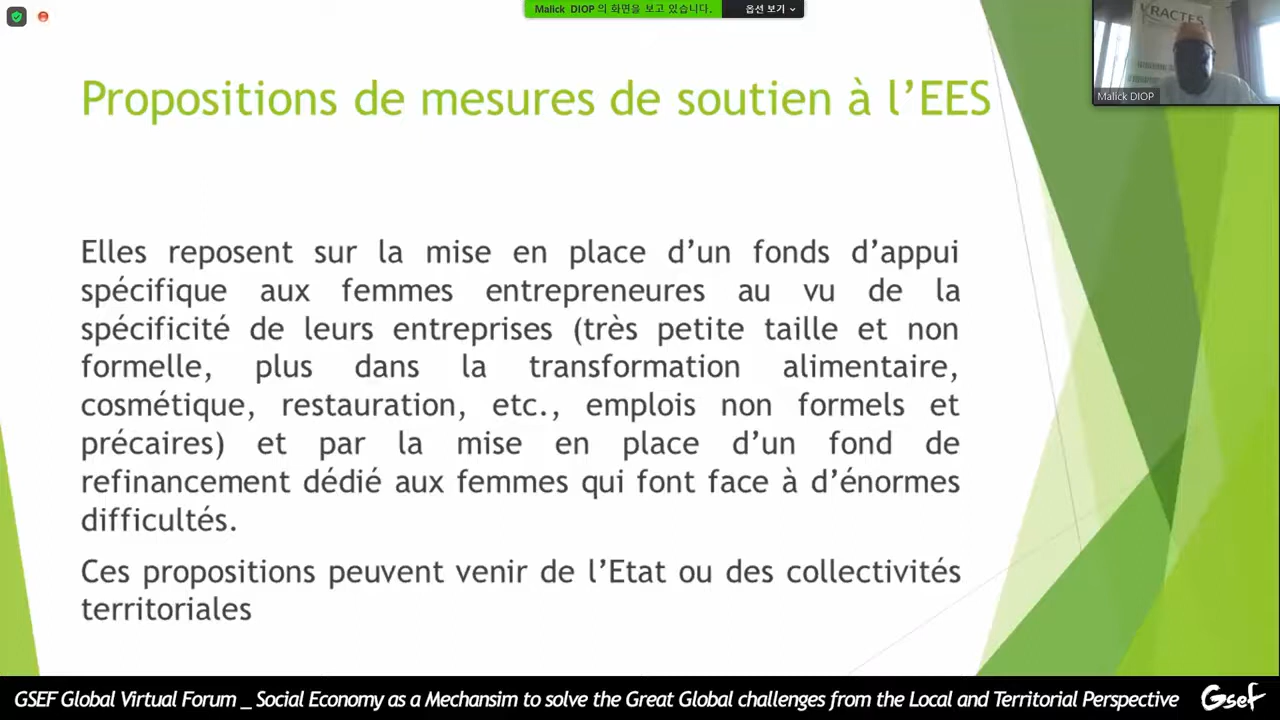 Malick DIOP 의 화면을 보고 있습니다. 옵션 보기
RACTES
Malick DIOP
Propositions de mesures de soutien à l’EES
Elles reposent sur la mise en place d’un fonds d’appui
spécifique aux femmes entrepreneures au vu de la
spécificité de leurs entreprises (très petite taille et non
formelle, plus dans la transformation alimentaire,
cosmétique, restauration, etc., emplois non formels et
précaires) et par la mise en place d’un fond de
refinancement dédié aux femmes qui font face à d’énormes
difficultés.
Ces propositions peuvent venir de l’Etat ou des collectivités
territoriales
GSEF Global Virtual Forum _ Social Economy as a Mechansim to solve the Great Global challenges from the Local and Territorial Perspective
Gsef